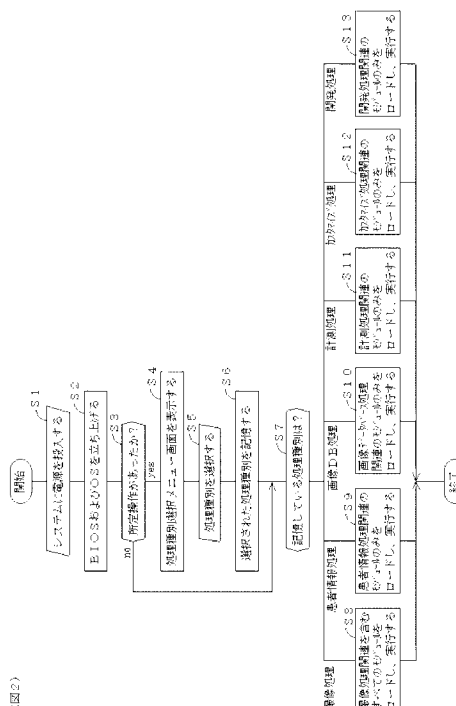 (図2)
開始
S1
システムに電源を投入する
S2
BIOSおよびOSを立ち上げる
S3
所定操作があったか?
no
yes
S4
処理種別選択メニュー画面を表示する
S5
処理種別を選択する
S6
選択された処理種別を記憶する
S7
記憶している処理種別は?
撮像処理
S8
撮像処理関連を含む
すべてのモジュールを
ロードし、実行する
患者情報処理
S9
患者情報処理関連の
モジュールのみを
ロードし、実行する
画像DB処理
S10
画像データベース処理
関連のモジュールのみを
ロードし、実行する
計測処理
S11
計測処理関連の
モジュールのみを
ロードし、実行する
カスタマイズ処理
S12
カスタマイズ処理関連の
モジュールのみを
ロードし、実行する
開発処理
S13
開発処理関連の
モジュールのみを
ロードし、実行する
終了